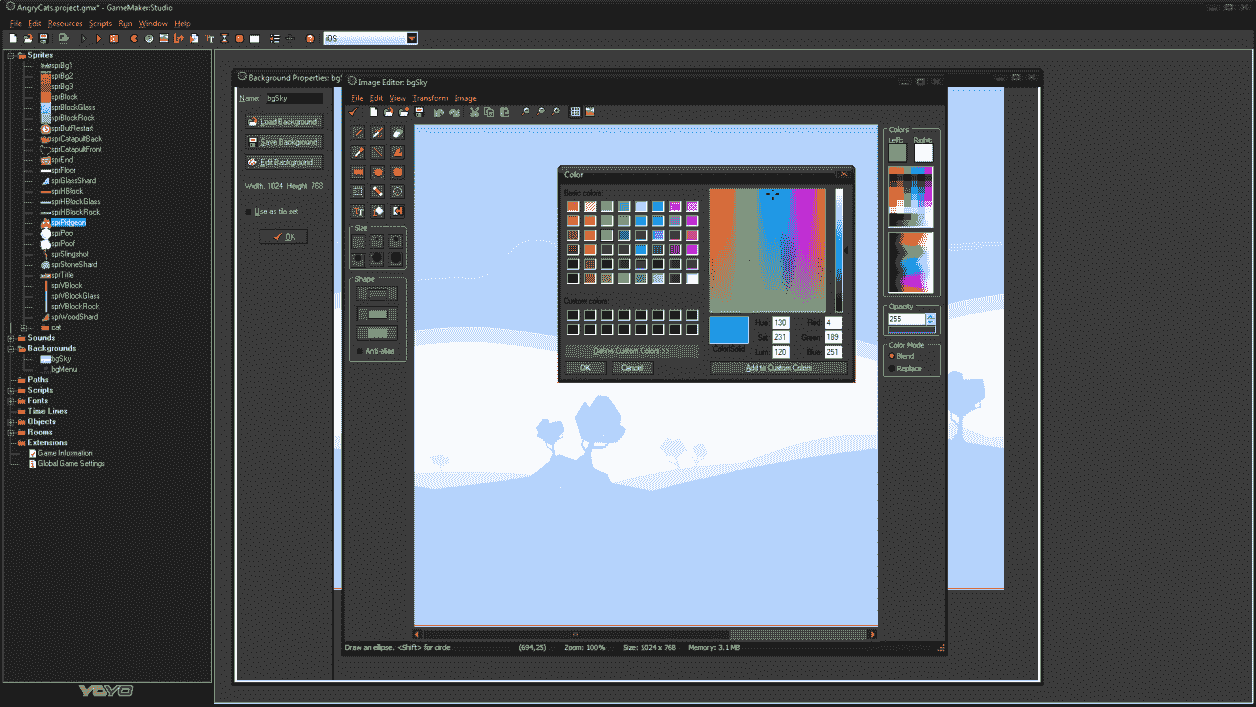 AngryCats.project.gmx* - GameMaker:Studio
File Edit Resources Scripts Run Window Help
iOS
Sprites
sprBg1
sprBg2
sprBg3
sprBlock
sprBlockGlass
sprBlockRock
sprButRestart
sprCatapultBack
sprCatapultFront
sprEnd
sprFloor
sprGlassShard
sprHBlock
sprHBlockGlass
sprHBlockRock
sprPidgeon
sprPoo
sprPoof
sprSlingshot
sprStoneShard
sprTitle
sprVBlock
sprVBlockGlass
sprVBlockRock
sprWoodShard
cat
Sounds
Backgrounds
bgSky
bgMenu
Paths
Scripts
Fonts
Time Lines
Objects
Rooms
Extensions
Game Information
Global Game Settings
YOYO
Background Properties: bg
Name: bgSky
Load Background
Save Background
Edit Background
Width: 1024 Height: 768
Use as tile set
OK
Image Editor: bgSky
File Edit View Transform Image
Size
Shape
Anti-alias
Color
Basic colors:
Custom colors:
Define Custom Colors >>
OK Cancel
Color|Solid
Hue: 130 Red: 4
Sat: 231 Green: 189
Lum: 120 Blue: 251
Add to Custom Colors
Colors
Left: Right:
Opacity
255
Color Mode
Blend
Replace
Draw an ellipse. <Shift> for circle (694,25) Zoom: 100% Size: 1024 x 768 Memory: 3.1 MB